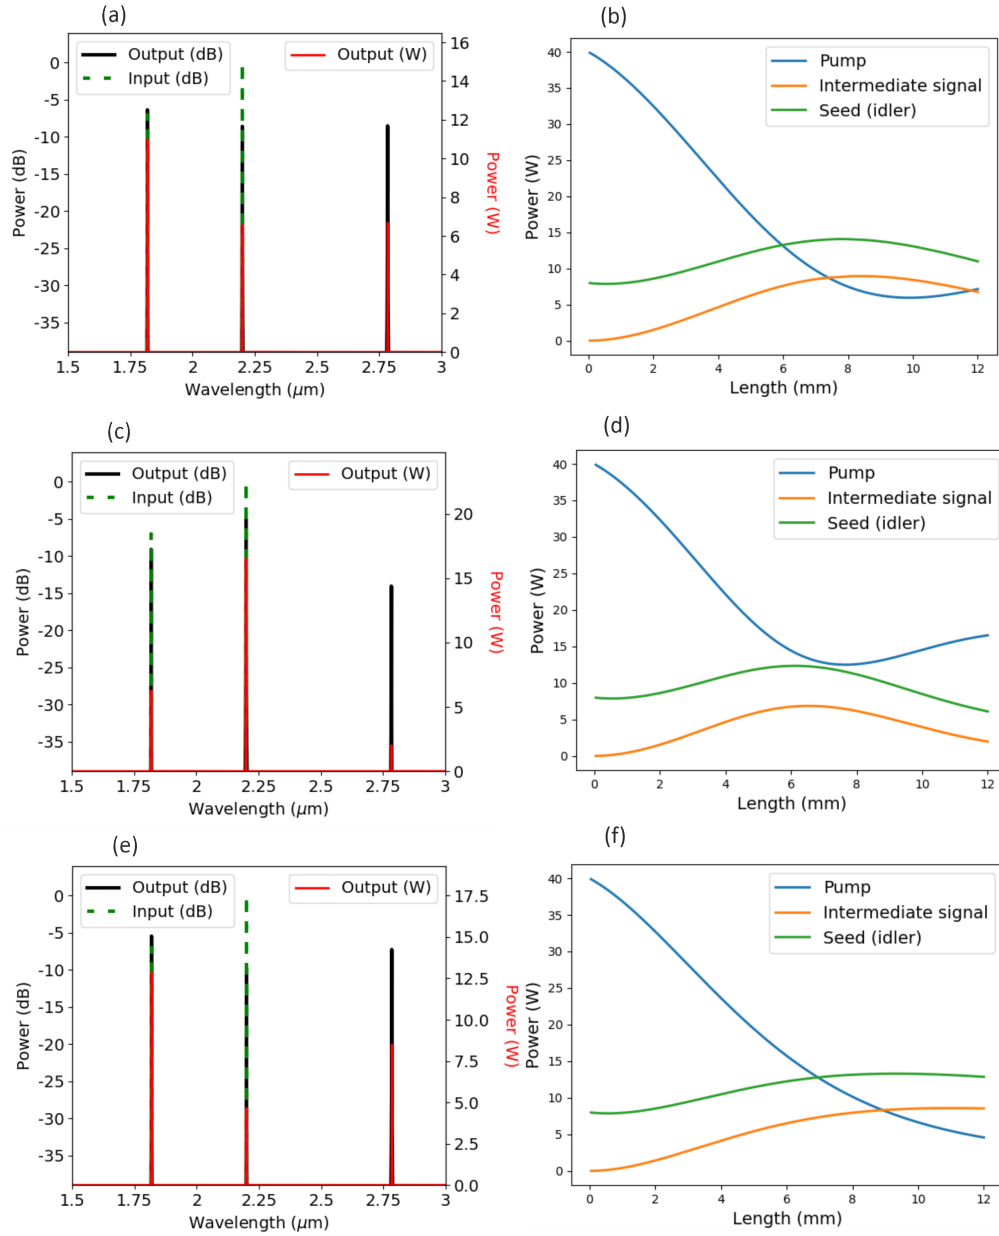 (a)
Output (dB)
Input (dB)
Output (W)
0
-5
-10
-15
-20
-25
-30
-35
Power (dB)
16
14
12
10
8
6
4
2
0
Power (W)
1.5 1.75 2 2.25 2.5 2.75 3
Wavelength (μm)
(b)
Pump
Intermediate signal
Seed (idler)
40
35
30
25
20
15
10
5
0
Power (W)
0 2 4 6 8 10 12
Length (mm)
(c)
Output (dB)
Input (dB)
Output (W)
0
-5
-10
-15
-20
-25
-30
-35
Power (dB)
20
15
10
5
0
Power (W)
1.5 1.75 2 2.25 2.5 2.75 3
Wavelength (μm)
(d)
Pump
Intermediate signal
Seed (idler)
40
35
30
25
20
15
10
5
0
Power (W)
0 2 4 6 8 10 12
Length (mm)
(e)
Output (dB)
Input (dB)
Output (W)
0
-5
-10
-15
-20
-25
-30
-35
Power (dB)
17.5
15.0
12.5
10.0
7.5
5.0
2.5
0.0
Power (W)
1.5 1.75 2 2.25 2.5 2.75 3
Wavelength (μm)
(f)
Pump
Intermediate signal
Seed (idler)
40
35
30
25
20
15
10
5
0
Power (W)
0 2 4 6 8 10 12
Length (mm)